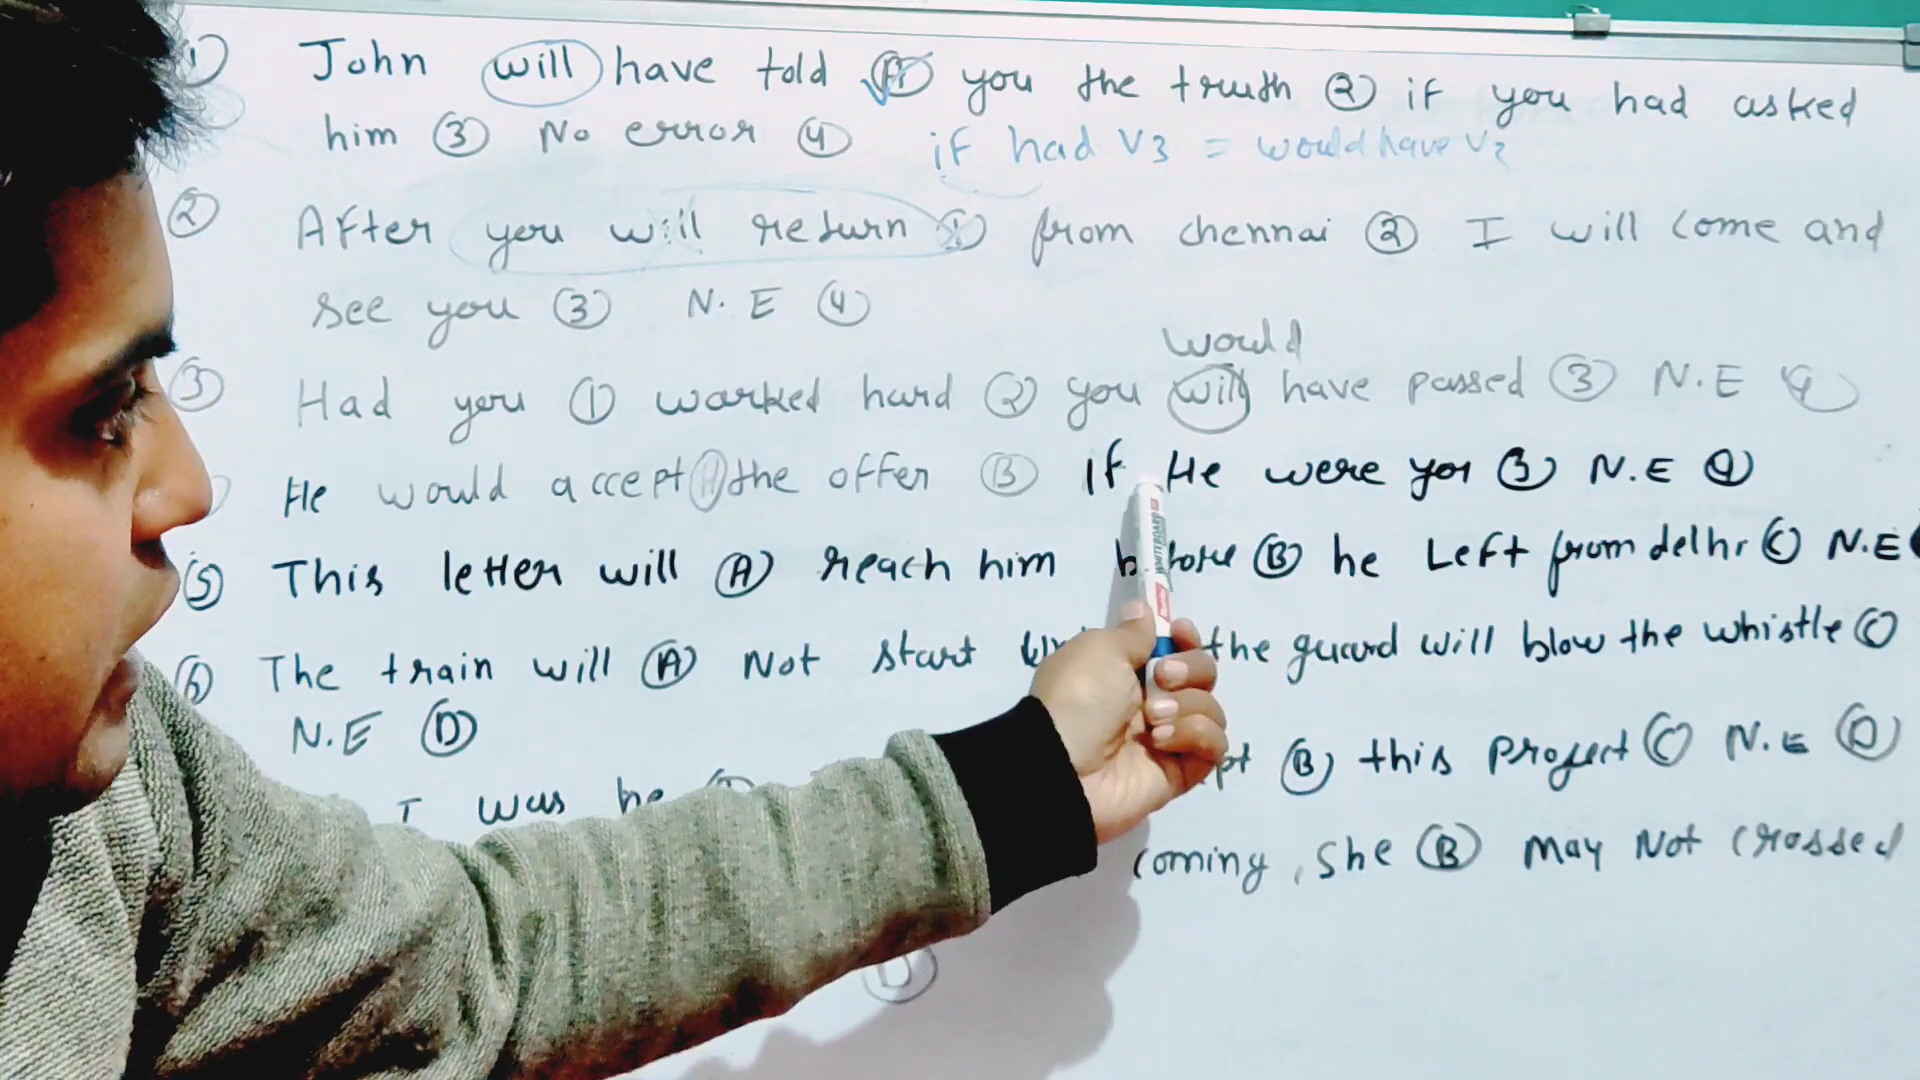 ① John will have told Ⓐ you the truth ② if you had asked
him ③ No error ④ if had V3 = would have V₃
② After you will return ① from chennai ② I will come and
see you ③ N.E ④
would
③ Had you ① worked hard ② you will have passed ③ N.E ④
He would accept Ⓐ the offer Ⓑ If He were you ③ N.E ④
⑤ This letter will Ⓐ reach him before Ⓑ he Left from delhi Ⓒ N.E
⑥ The train will Ⓐ Not start the guard will blow the whistle Ⓒ
N.E Ⓓ
Ⓑ this Project Ⓒ N.E Ⓓ
I was he
coming, She Ⓑ May Not crossed
Ⓓ
WHITEBOARD